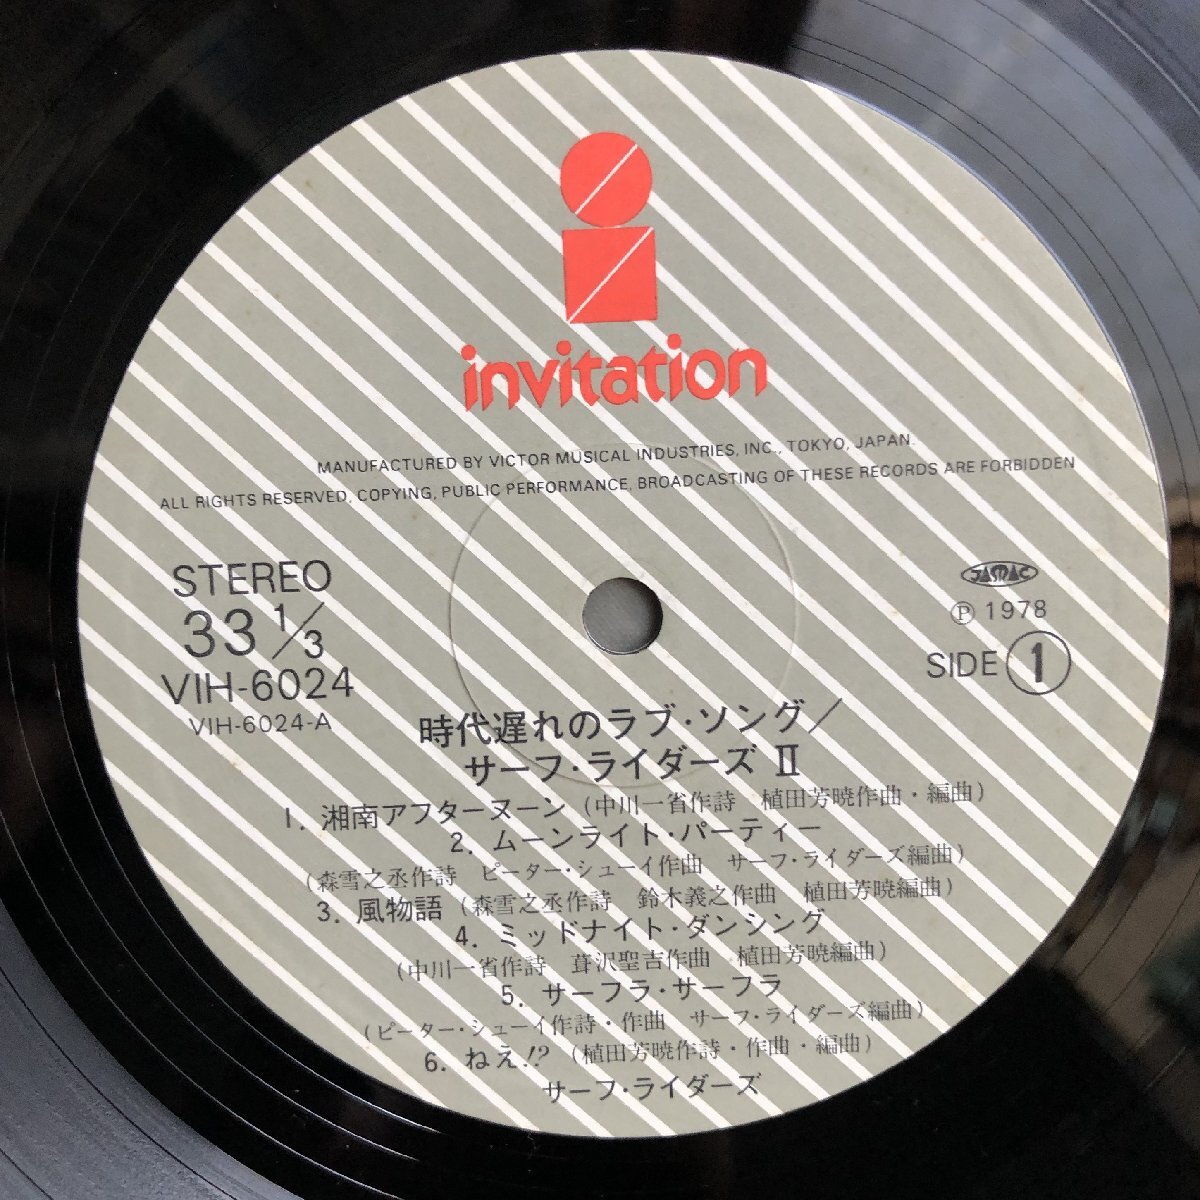 invitation
MANUFACTURED BY VICTOR MUSICAL INDUSTRIES, INC., TOKYO, JAPAN.
ALL RIGHTS RESERVED, COPYING, PUBLIC PERFORMANCE, BROADCASTING OF THESE RECORDS ARE FORBIDDEN
STEREO
33 1/3
VIH-6024
VIH-6024-A
JASRAC
Ⓟ 1978
SIDE 1
時代遅れのラブ・ソング／
サーフ・ライダーズ II
1. 湘南アフターヌーン (中川一省作詩 植田芳暁作曲・編曲)
2. ムーンライト・パーティー
(森雪之丞作詩 ピーター・シューイ作曲 サーフ・ライダーズ編曲)
3. 風物語 (森雪之丞作詩 鈴木義之作曲 植田芳暁編曲)
4. ミッドナイト・ダンシング
(中川一省作詩 葺沢聖吉作曲 植田芳暁編曲)
5. サーフラ・サーフラ
(ピーター・シューイ作詩・作曲 サーフ・ライダーズ編曲)
6. ねえ!? (植田芳暁作詩・作曲・編曲)
サーフ・ライダーズ